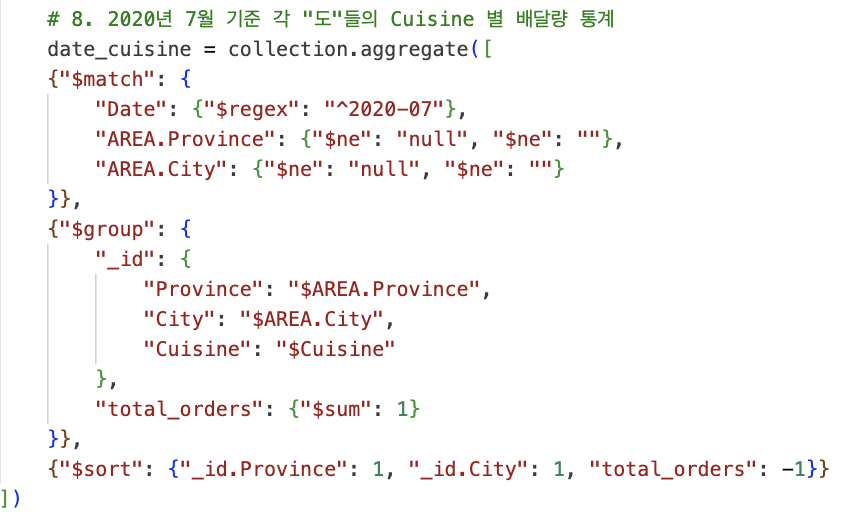 # 8. 2020년 7월 기준 각 "도"들의 Cuisine 별 배달량 통계
date_cuisine = collection.aggregate([
{"$match": {
"Date": {"$regex": "^2020-07"},
"AREA.Province": {"$ne": "null", "$ne": ""},
"AREA.City": {"$ne": "null", "$ne": ""}
}},
{"$group": {
"_id": {
"Province": "$AREA.Province",
"City": "$AREA.City",
"Cuisine": "$Cuisine"
},
"total_orders": {"$sum": 1}
}},
{"$sort": {"_id.Province": 1, "_id.City": 1, "total_orders": -1}}
])